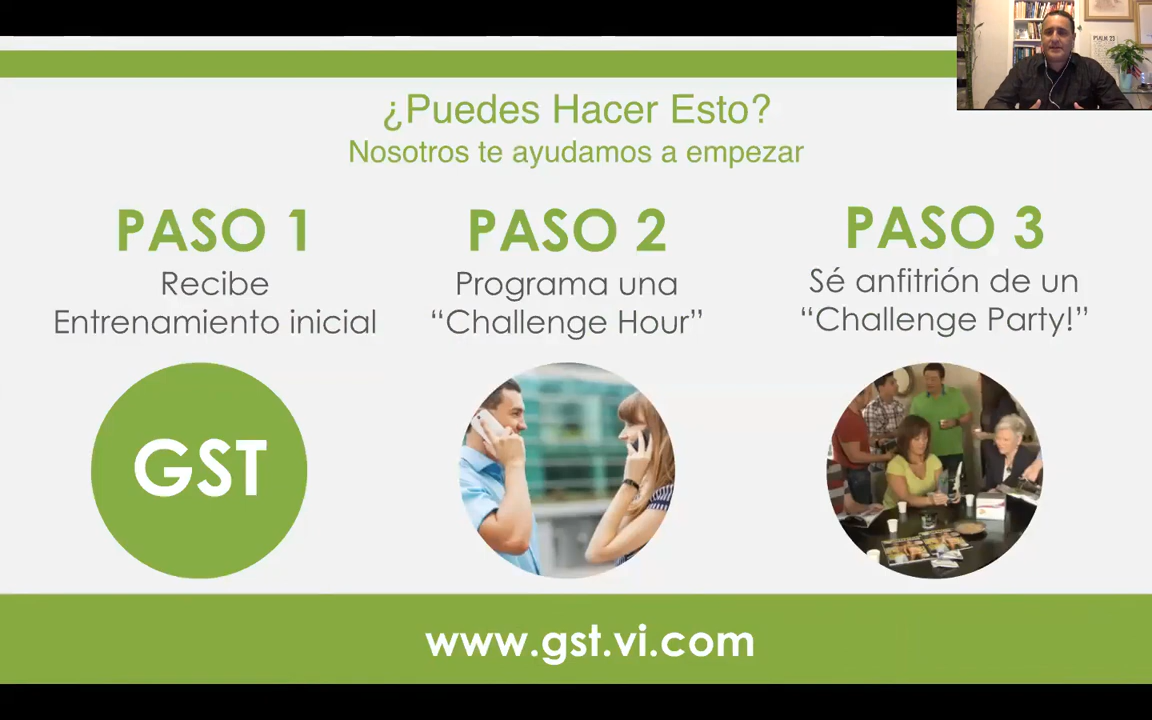 ¿Puedes Hacer Esto?
Nosotros te ayudamos a empezar
PASO 1
Recibe
Entrenamiento inicial
GST
PASO 2
Programa una
“Challenge Hour”
PASO 3
Sé anfitrión de un
“Challenge Party!”
www.gst.vi.com